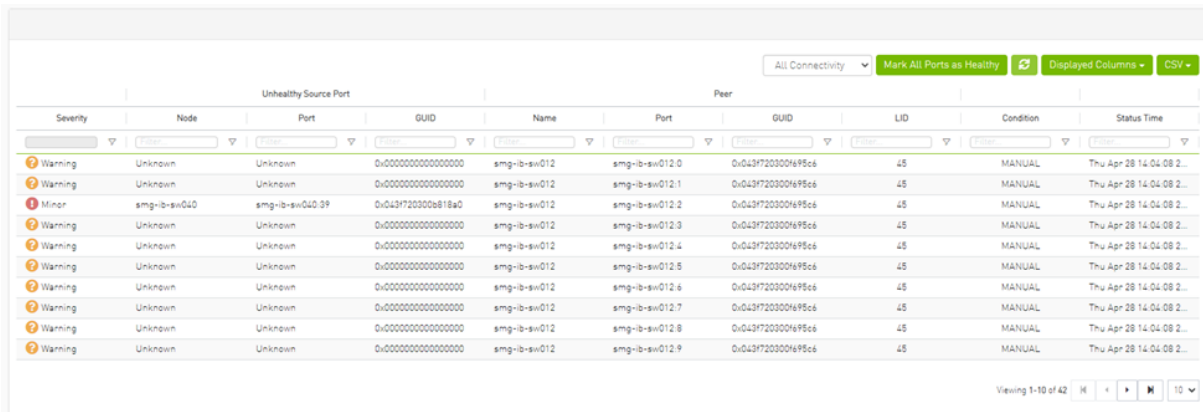 All Connectivity Mark All Ports as Healthy Displayed Columns CSV
Unhealthy Source Port Peer
Severity Node Port GUID Name Port GUID LID Condition Status Time
Filter... Filter... Filter... Filter... Filter... Filter... Filter... Filter... Filter...
Warning Unknown Unknown 0x0000000000000000 smg-ib-sw012 smg-ib-sw012:0 0x043f720300f695c6 45 MANUAL Thu Apr 28 14:04:08 2...
Warning Unknown Unknown 0x0000000000000000 smg-ib-sw012 smg-ib-sw012:1 0x043f720300f695c6 45 MANUAL Thu Apr 28 14:04:08 2...
Minor smg-ib-sw040 smg-ib-sw040:39 0x043f720300b818a0 smg-ib-sw012 smg-ib-sw012:2 0x043f720300f695c6 45 MANUAL Thu Apr 28 14:04:08 2...
Warning Unknown Unknown 0x0000000000000000 smg-ib-sw012 smg-ib-sw012:3 0x043f720300f695c6 45 MANUAL Thu Apr 28 14:04:08 2...
Warning Unknown Unknown 0x0000000000000000 smg-ib-sw012 smg-ib-sw012:4 0x043f720300f695c6 45 MANUAL Thu Apr 28 14:04:08 2...
Warning Unknown Unknown 0x0000000000000000 smg-ib-sw012 smg-ib-sw012:5 0x043f720300f695c6 45 MANUAL Thu Apr 28 14:04:08 2...
Warning Unknown Unknown 0x0000000000000000 smg-ib-sw012 smg-ib-sw012:6 0x043f720300f695c6 45 MANUAL Thu Apr 28 14:04:08 2...
Warning Unknown Unknown 0x0000000000000000 smg-ib-sw012 smg-ib-sw012:7 0x043f720300f695c6 45 MANUAL Thu Apr 28 14:04:08 2...
Warning Unknown Unknown 0x0000000000000000 smg-ib-sw012 smg-ib-sw012:8 0x043f720300f695c6 45 MANUAL Thu Apr 28 14:04:08 2...
Warning Unknown Unknown 0x0000000000000000 smg-ib-sw012 smg-ib-sw012:9 0x043f720300f695c6 45 MANUAL Thu Apr 28 14:04:08 2...
Viewing 1-10 of 42 10